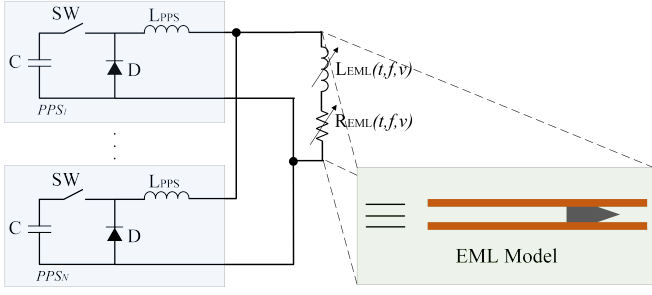 SW
LPPS
C
D
PPS1
LEML(t,f,v)
REML(t,f,v)
SW
LPPS
C
D
PPSN
EML Model